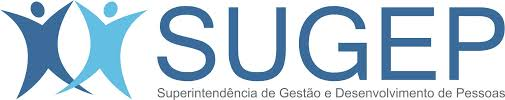 SUGEP
Superintendência de Gestão e Desenvolvimento de Pessoas